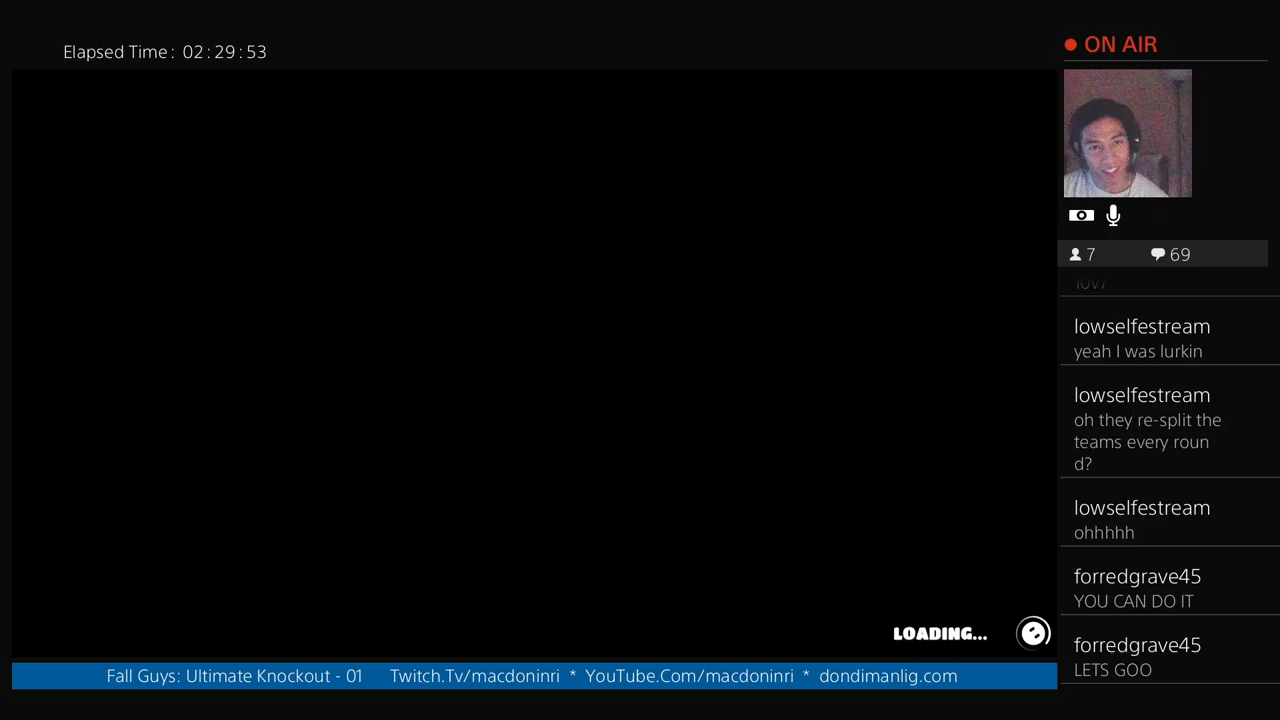 Elapsed Time: 02:29:53
ON AIR
7 69
lowselfestream
yeah I was lurkin
lowselfestream
oh they re-split the
teams every roun
d?
lowselfestream
ohhhhh
forredgrave45
YOU CAN DO IT
forredgrave45
LETS GOO
LOADING...
Fall Guys: Ultimate Knockout - 01 Twitch.Tv/macdoninri * YouTube.Com/macdoninri * dondimanlig.com